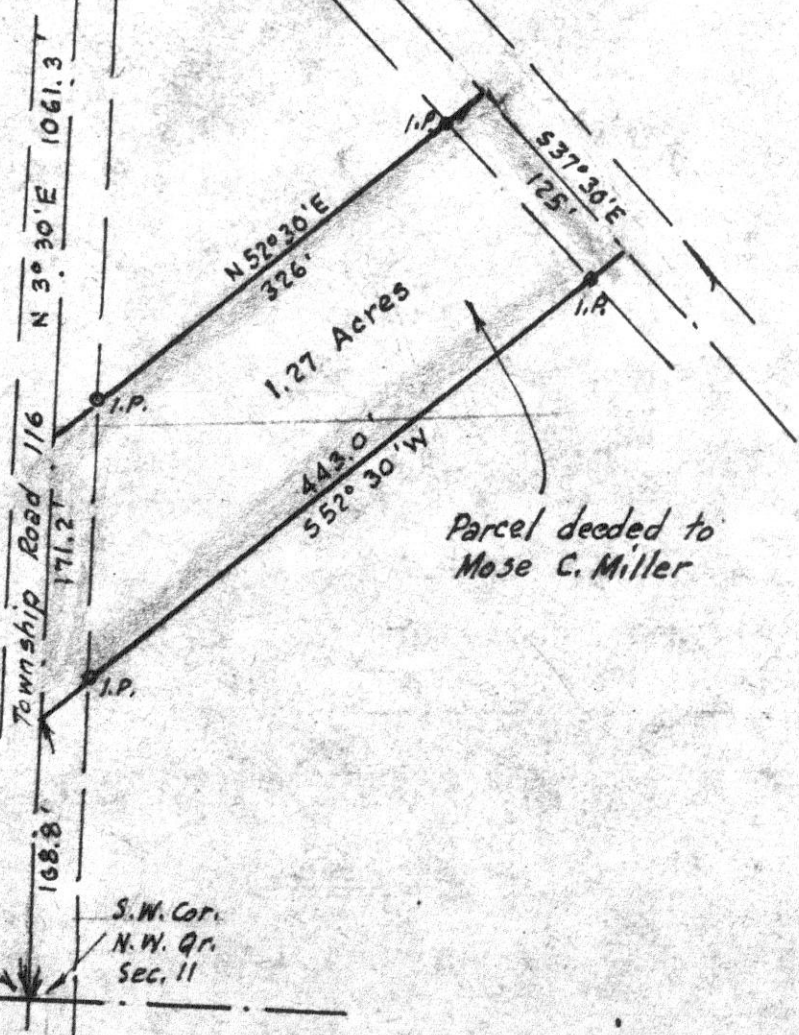 N 3° 30' E 1061.3'
I.P.
S 37° 30' E
125'
N 52° 30' E
326'
I.P.
1.27 Acres
I.P.
Township Road 116
171.2'
443.0'
S 52° 30' W
Parcel deeded to
Mose C. Miller
I.P.
168.8'
S.W. Cor.
N.W. Qr.
Sec. 11